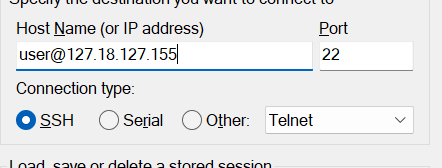 Specify the destination you want to connect to
Host Name (or IP address) Port
user@127.18.127.155 22
Connection type:
SSH Serial Other: Telnet
Load, save or delete a stored session